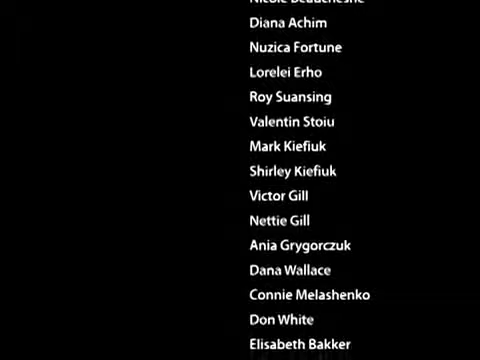 Diana Achim
Nuzica Fortune
Lorelei Erho
Roy Suansing
Valentin Stoiu
Mark Kiefiuk
Shirley Kiefiuk
Victor Gill
Nettie Gill
Ania Grygorczuk
Dana Wallace
Connie Melashenko
Don White
Elisabeth Bakker